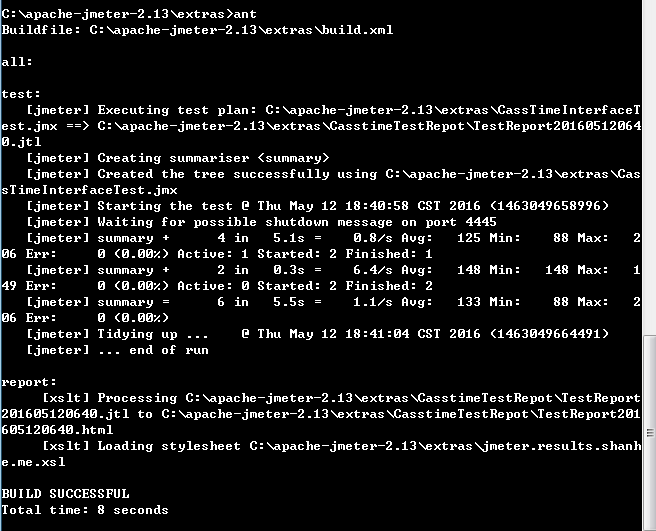 C:\apache-jmeter-2.13\extras>ant
Buildfile: C:\apache-jmeter-2.13\extras\build.xml
all:
test:
[jmeter] Executing test plan: C:\apache-jmeter-2.13\extras\CassTimeInterfaceT
est.jmx ==> C:\apache-jmeter-2.13\extras\CasstimeTestRepot\TestReport20160512064
0.jtl
[jmeter] Creating summariser <summary>
[jmeter] Created the tree successfully using C:\apache-jmeter-2.13\extras\Cas
sTimeInterfaceTest.jmx
[jmeter] Starting the test @ Thu May 12 18:40:58 CST 2016 (1463049658996)
[jmeter] Waiting for possible shutdown message on port 4445
[jmeter] summary +      4 in   5.1s =    0.8/s Avg:   125 Min:    88 Max:   2
06 Err:     0 (0.00%) Active: 1 Started: 2 Finished: 1
[jmeter] summary +      2 in   0.3s =    6.4/s Avg:   148 Min:   148 Max:   1
49 Err:     0 (0.00%) Active: 0 Started: 2 Finished: 2
[jmeter] summary =      6 in   5.5s =    1.1/s Avg:   133 Min:    88 Max:   2
06 Err:     0 (0.00%)
[jmeter] Tidying up ...    @ Thu May 12 18:41:04 CST 2016 (1463049664491)
[jmeter] ... end of run
report:
[xslt] Processing C:\apache-jmeter-2.13\extras\CasstimeTestRepot\TestReport
201605120640.jtl to C:\apache-jmeter-2.13\extras\CasstimeTestRepot\TestReport201
605120640.html
[xslt] Loading stylesheet C:\apache-jmeter-2.13\extras\jmeter.results.shanh
e.me.xsl
BUILD SUCCESSFUL
Total time: 8 seconds